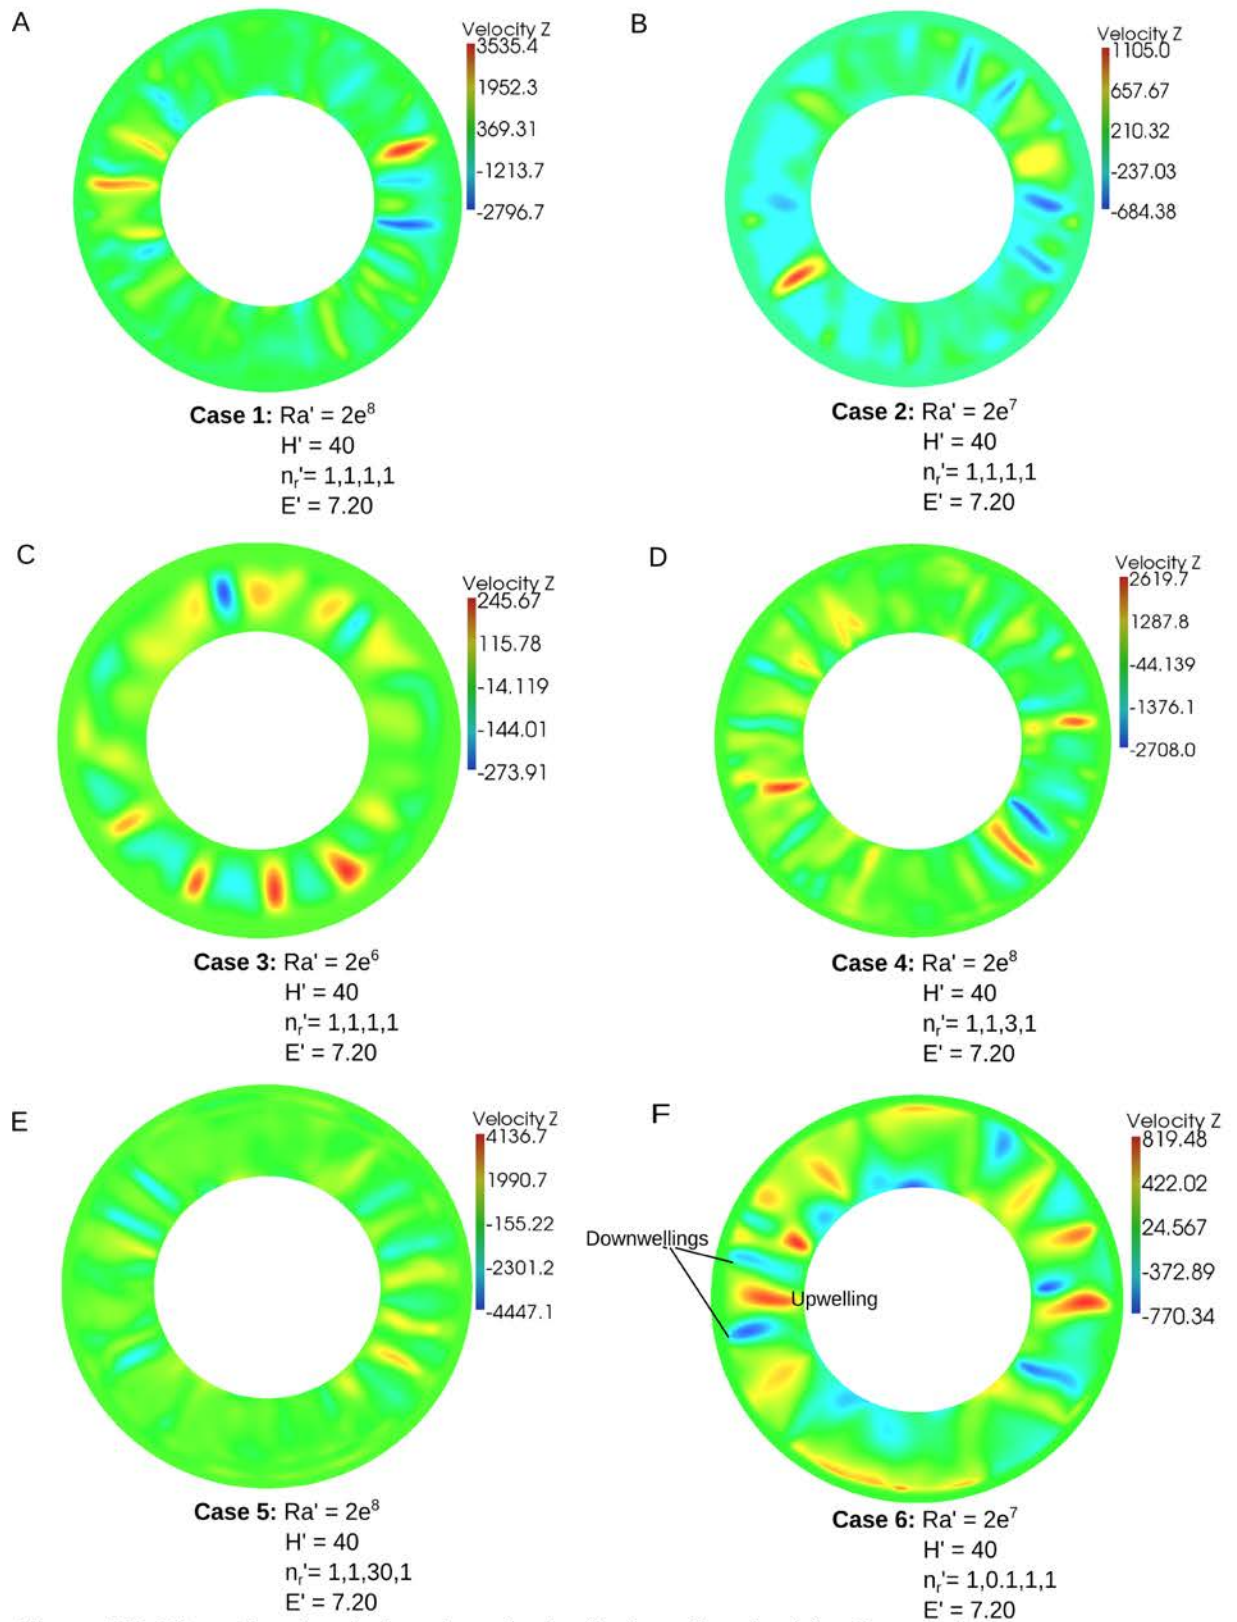 A
Velocity Z
3535.4
1952.3
369.31
-1213.7
-2796.7
Case 1: Ra' = 2e⁸
H' = 40
nᵣ'= 1,1,1,1
E' = 7.20
B
Velocity Z
1105.0
657.67
210.32
-237.03
-684.38
Case 2: Ra' = 2e⁷
H' = 40
nᵣ'= 1,1,1,1
E' = 7.20
C
Velocity Z
245.67
115.78
-14.119
-144.01
-273.91
Case 3: Ra' = 2e⁶
H' = 40
nᵣ'= 1,1,1,1
E' = 7.20
D
Velocity Z
2619.7
1287.8
-44.139
-1376.1
-2708.0
Case 4: Ra' = 2e⁸
H' = 40
nᵣ'= 1,1,3,1
E' = 7.20
E
Velocity Z
4136.7
1990.7
-155.22
-2301.2
-4447.1
Case 5: Ra' = 2e⁸
H' = 40
nᵣ'= 1,1,30,1
E' = 7.20
F
Velocity Z
819.48
422.02
24.567
-372.89
-770.34
Downwellings
Upwelling
Case 6: Ra' = 2e⁷
H' = 40
nᵣ'= 1,0.1,1,1
E' = 7.20